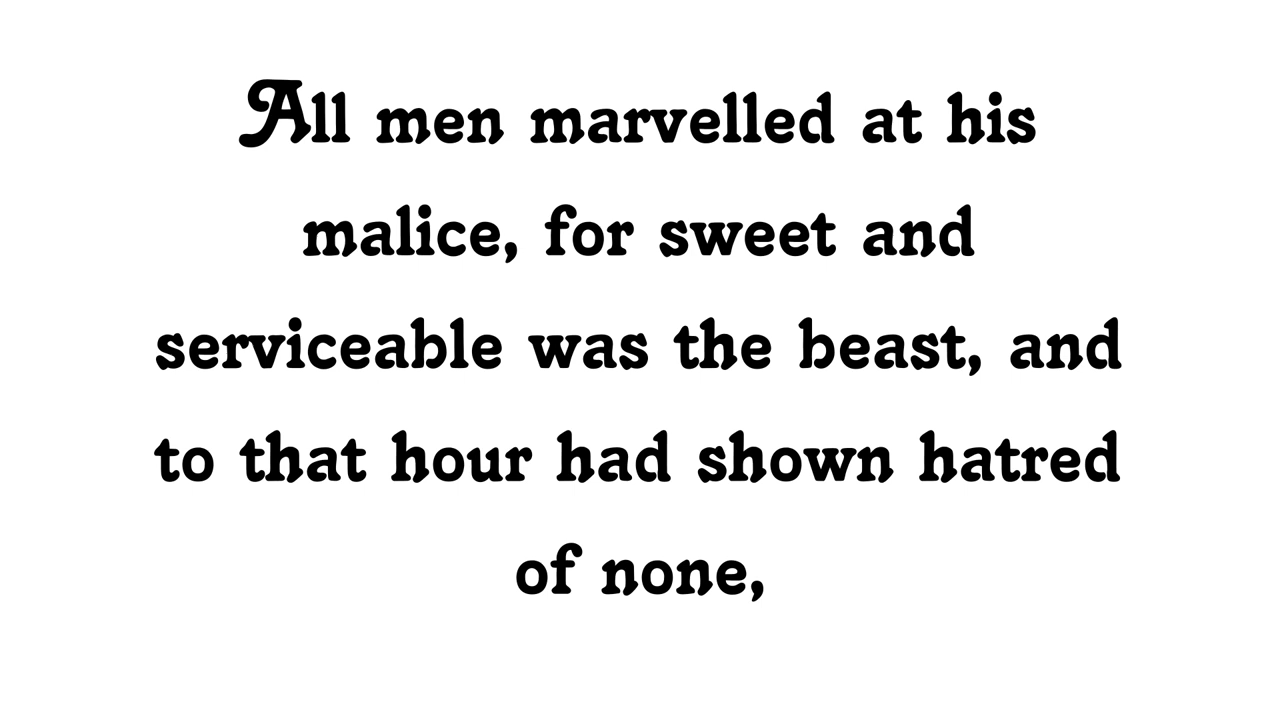 All men marvelled at his
malice, for sweet and
serviceable was the beast, and
to that hour had shown hatred
of none,